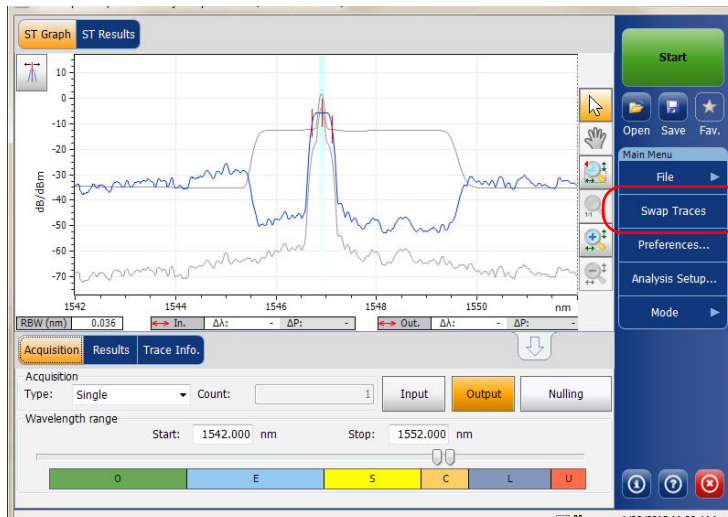 ST Graph ST Results
Start
Open Save Fav.
Main Menu
File
Swap Traces
Preferences...
Analysis Setup...
Mode
dB/dBm
10
0
-10
-20
-30
-40
-50
-60
-70
1:1
1542 1544 1546 1548 1550 nm
RBW (nm) 0.036 In. Δλ: - ΔP: - Out. Δλ: - ΔP: -
Acquisition Results Trace Info.
Acquisition
Type: Single Count: 1 Input Output Nulling
Wavelength range
Start: 1542.000 nm Stop: 1552.000 nm
O E S C L U